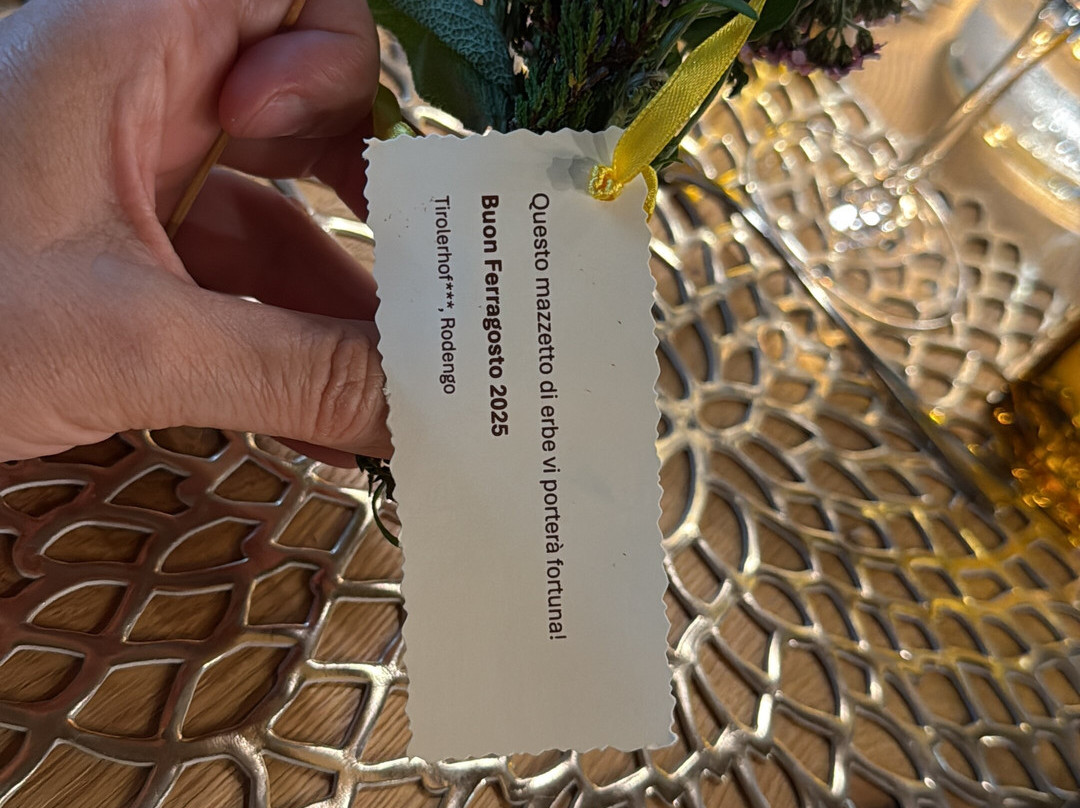 Questo mazzetto di erbe vi porterà fortuna!
Buon Ferragosto 2025
Tirolerhof***, Rodengo